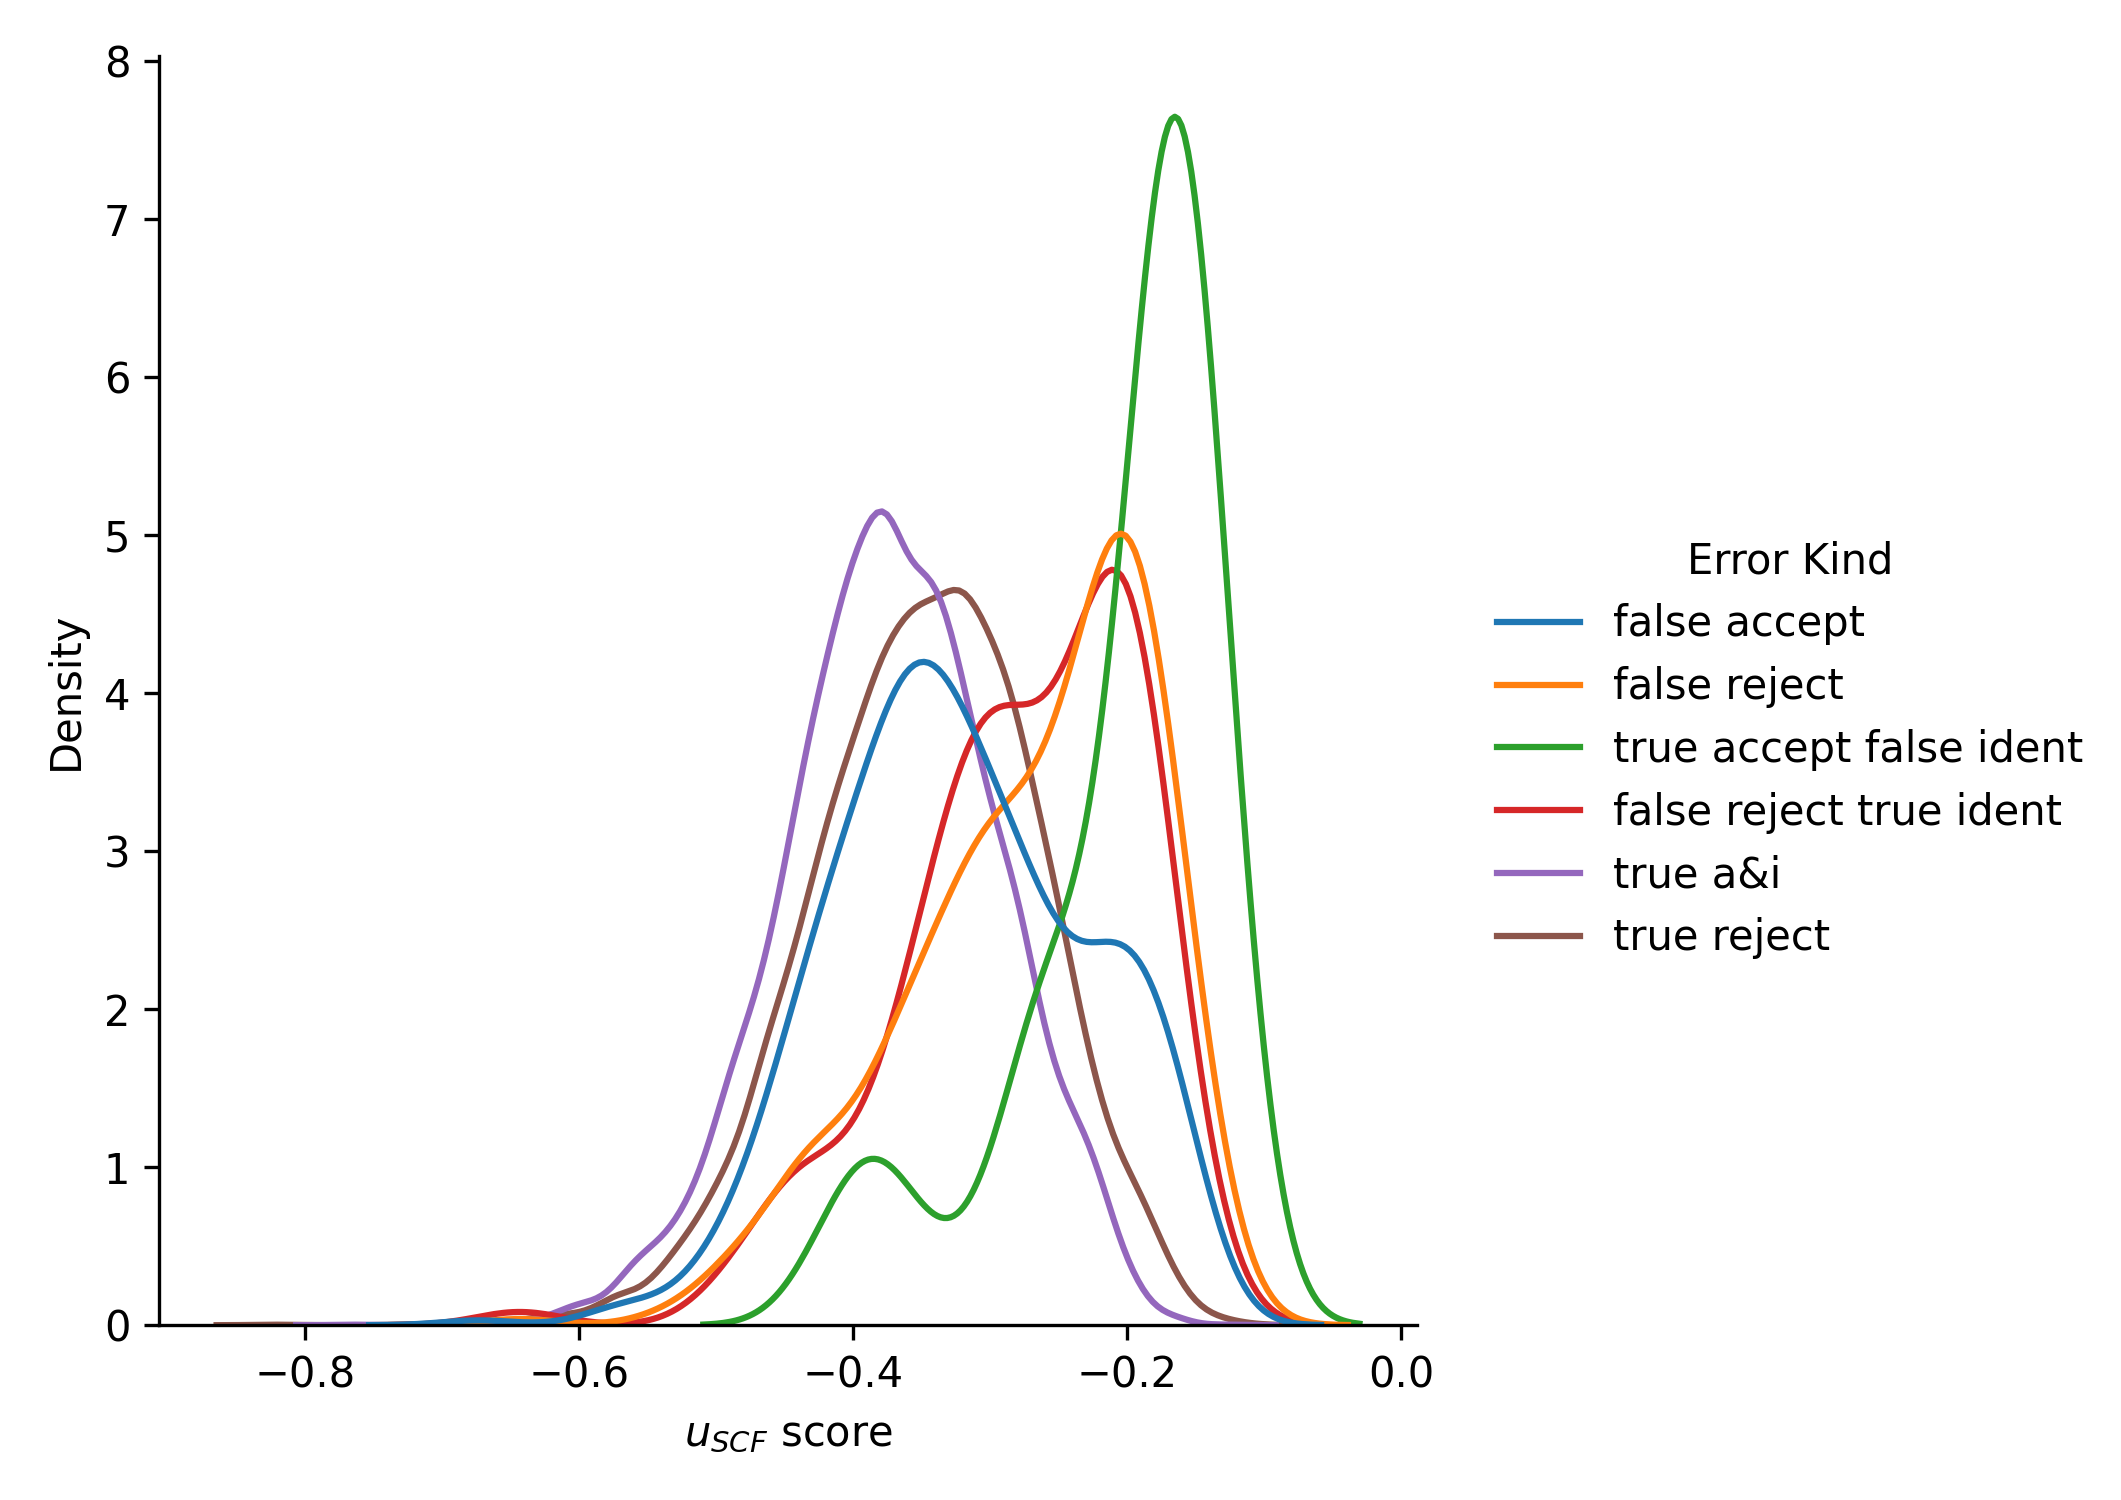 8
7
6
5
4
3
2
1
0
Density
−0.8 −0.6 −0.4 −0.2 0.0
u_SCF score
Error Kind
false accept
false reject
true accept false ident
false reject true ident
true a&i
true reject